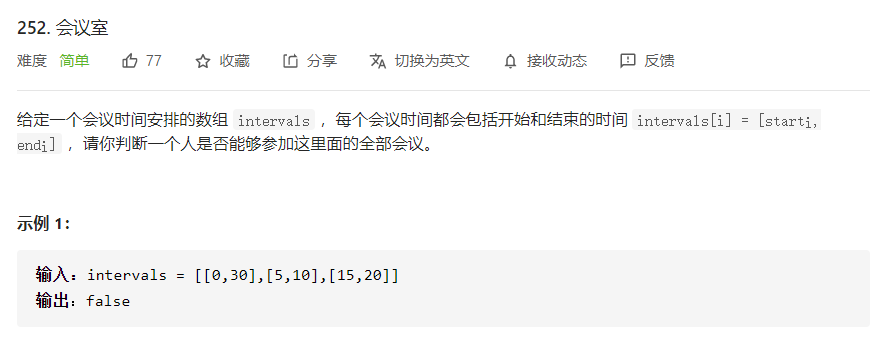 252. 会议室
难度 简单 77 收藏 分享 切换为英文 接收动态 反馈
给定一个会议时间安排的数组 intervals ，每个会议时间都会包括开始和结束的时间 intervals[i] = [starti,
endi] ，请你判断一个人是否能够参加这里面的全部会议。
示例 1：
输入：intervals = [[0,30],[5,10],[15,20]]
输出：false